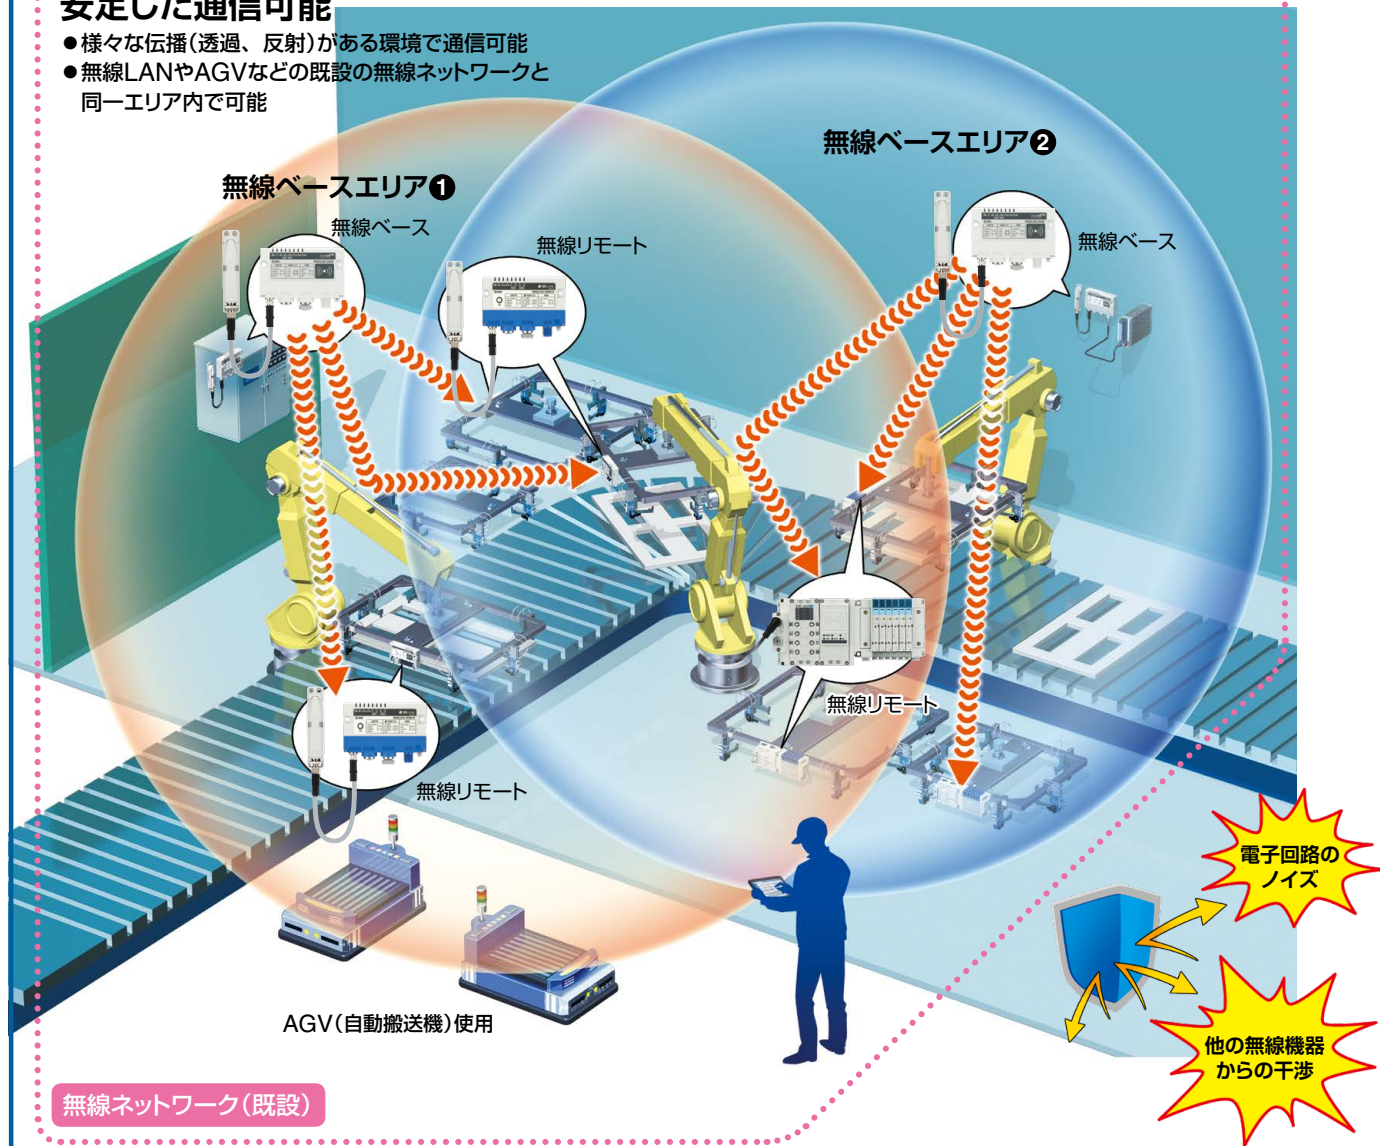 安定した通信可能
●様々な伝播(透過、反射)がある環境で通信可能
●無線LANやAGVなどの既設の無線ネットワークと
同一エリア内で可能
無線ベースエリア❷
無線ベースエリア❶
無線ベース
無線リモート
無線ベース
無線リモート
無線リモート
電子回路の
ノイズ
AGV(自動搬送機)使用
他の無線機器
からの干渉
無線ネットワーク(既設)